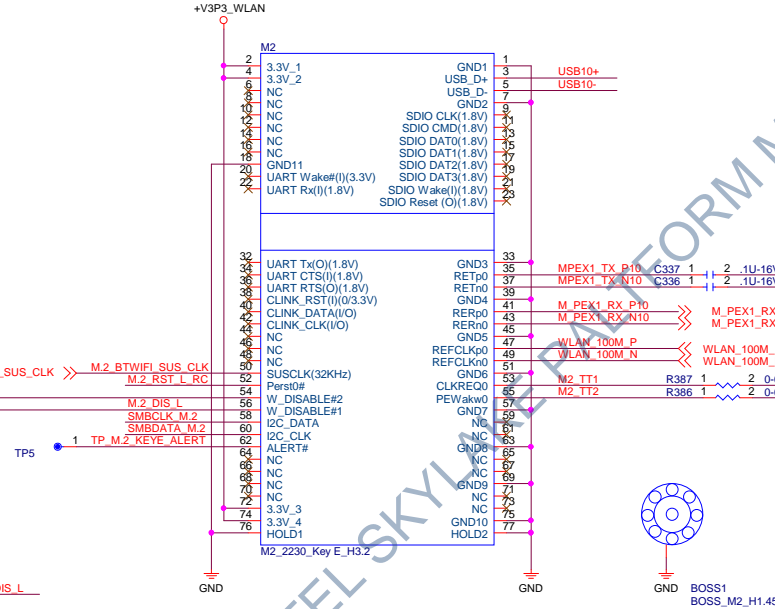 +V3P3_WLAN
M2
2 3.3V_1 GND1 1
4 3.3V_2 USB_D+ 3 USB10+
6 NC USB_D- 5 USB10-
8 NC GND2 7
10 NC SDIO CLK(1.8V) 9
12 NC SDIO CMD(1.8V) 11
14 NC SDIO DAT0(1.8V) 13
16 NC SDIO DAT1(1.8V) 15
18 GND11 SDIO DAT2(1.8V) 17
20 UART Wake#(I)(3.3V) SDIO DAT3(1.8V) 19
22 UART Rx(I)(1.8V) SDIO Wake(I)(1.8V) 21
SDIO Reset (O)(1.8V) 23
32 UART Tx(O)(1.8V) GND3 33
34 UART CTS(I)(1.8V) RETp0 35 MPEX1_TX_P10 C337 1 2 .1U-16V
36 UART RTS(O)(1.8V) RETn0 37 MPEX1_TX_N10 C336 1 2 .1U-16V
38 CLINK_RST(I)(0/3.3V) GND4 39
40 CLINK_DATA(I/O) RERp0 41 M_PEX1_RX_P10 M_PEX1_RX
42 CLINK_CLK(I/O) RERn0 43 M_PEX1_RX_N10 M_PEX1_RX
44 NC GND5 45
46 NC REFCLKp0 47 WLAN_100M_P WLAN_100M_
48 NC REFCLKn0 49 WLAN_100M_N WLAN_100M_
_SUS_CLK M.2_BTWIFI_SUS_CLK 50 SUSCLK(32KHz) GND6 51
M.2_RST_L_RC 52 Perst0# CLKREQ0 53 M2_TT1 R387 1 2 0-
54 W_DISABLE#2 PEWakw0 55 M2_TT2 R386 1 2 0-
M.2_DIS_L 56 W_DISABLE#1 GND7 57
SMBCLK_M.2 58 I2C_DATA NC 59
SMBDATA_M.2 60 I2C_CLK NC 61
TP5 1 TP_M.2_KEYE_ALERT 62 ALERT# GND8 63
64 NC NC 65
66 NC NC 67
68 NC GND9 69
70 NC NC 71
72 3.3V_3 NC 73
74 3.3V_4 GND10 75
76 HOLD1 HOLD2 77
M2_2230_Key E_H3.2
GND GND GND BOSS1
DIS_L BOSS_M2_H1.45
TEL SKYLAKE PALTFORM M